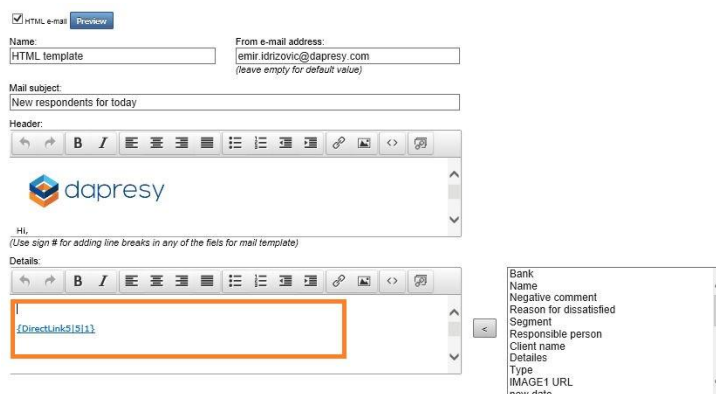 HTML e-mail Preview
Name: From e-mail address:
HTML template emir.idrizovic@dapresy.com
(leave empty for default value)
Mail subject:
New respondents for today
Header:
B I
dapresy
Hi,
(Use sign # for adding line breaks in any of the fiels for mail template)
Details:
B I
{DirectLink5|5|1}
<
Bank
Name
Negative comment
Reason for dissatisfied
Segment
Responsible person
Client name
Detailes
Type
IMAGE1 URL
new date